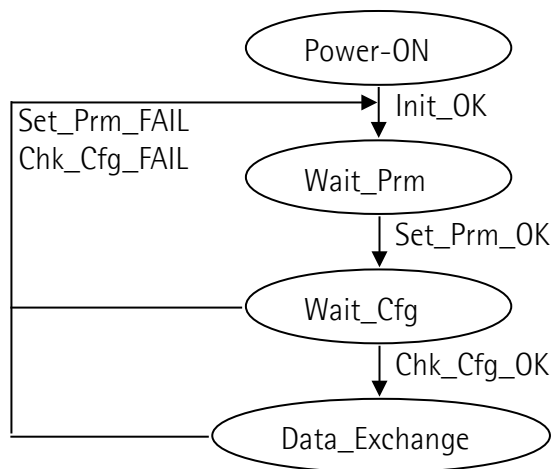 Power-ON
Init_OK
Set_Prm_FAIL
Chk_Cfg_FAIL
Wait_Prm
Set_Prm_OK
Wait_Cfg
Chk_Cfg_OK
Data_Exchange